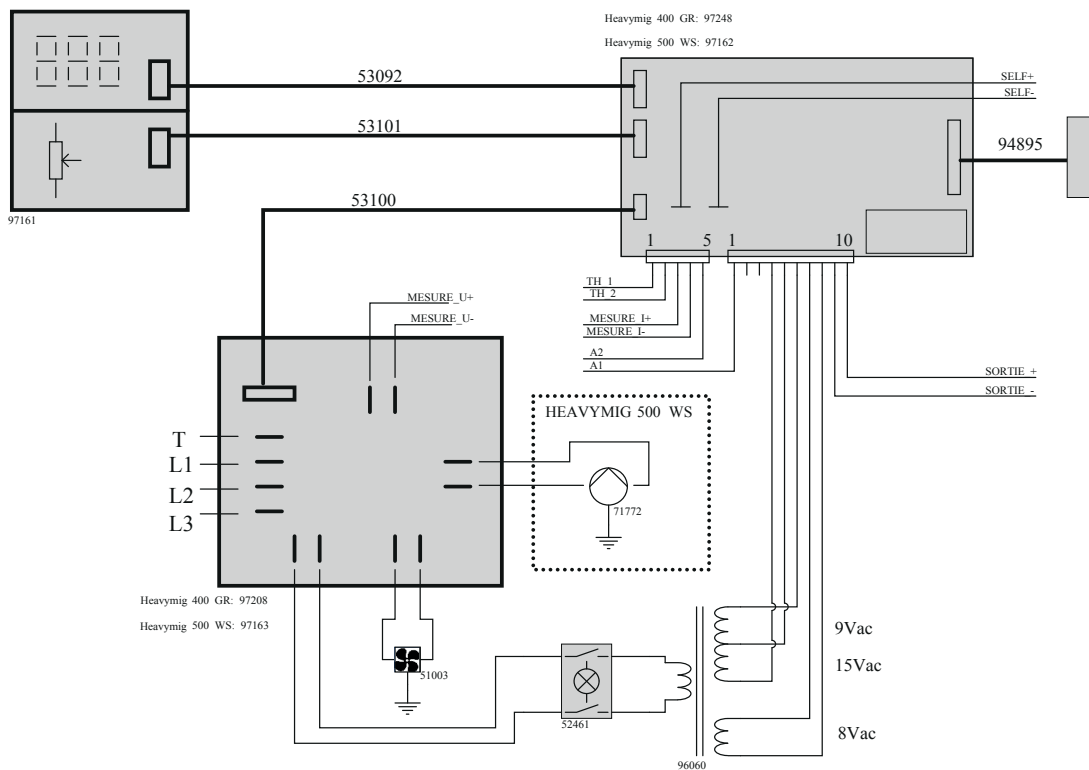 Heavymig 400 GR: 97248
Heavymig 500 WS: 97162
SELF+
SELF-
53092
53101
94895
53100
97161
1 5 1 10
TH_1
TH_2
MESURE_U+
MESURE_U-
MESURE_I+
MESURE_I-
A2
A1
SORTIE_+
SORTIE_-
HEAVYMIG 500 WS
T
L1
L2
L3
71772
Heavymig 400 GR: 97208
Heavymig 500 WS: 97163
9Vac
15Vac
51003
52461
8Vac
96060